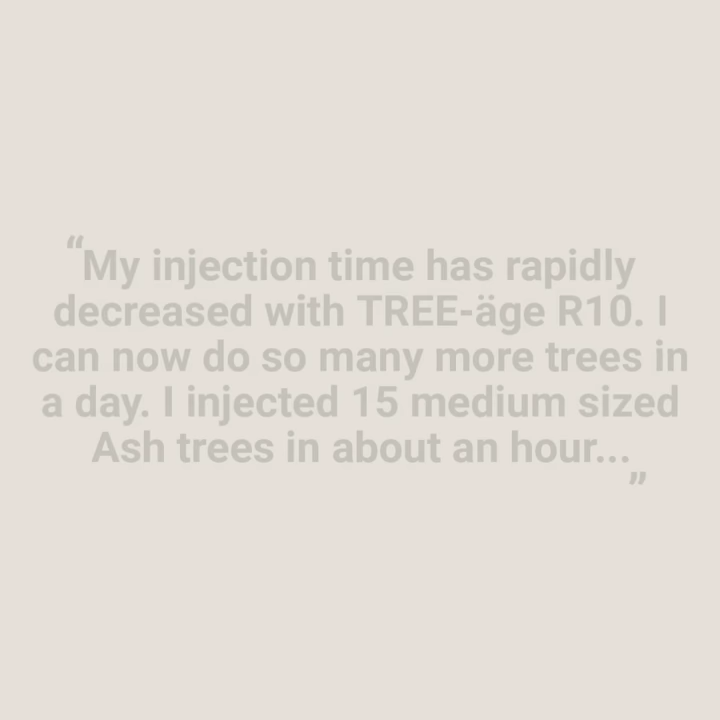 “My injection time has rapidly
decreased with TREE-äge R10. I
can now do so many more trees in
a day. I injected 15 medium sized
Ash trees in about an hour...
”